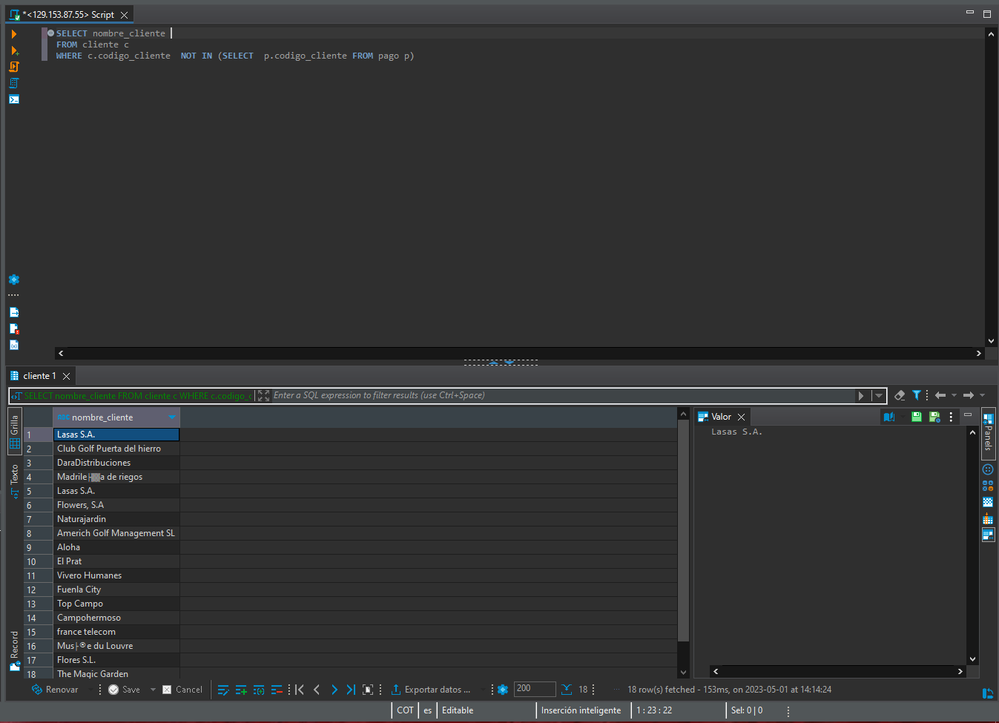 *<129.153.87.55> Script
SELECT nombre_cliente
FROM cliente c
WHERE c.codigo_cliente  NOT IN (SELECT  p.codigo_cliente FROM pago p)
cliente 1
SELECT nombre_cliente FROM cliente c WHERE c.codigo_c
Enter a SQL expression to filter results (use Ctrl+Space)
Grilla
Texto
Record
ABC nombre_cliente
1 Lasas S.A.
2 Club Golf Puerta del hierro
3 DaraDistribuciones
4 Madrile├▒a de riegos
5 Lasas S.A.
6 Flowers, S.A
7 Naturajardin
8 Americh Golf Management SL
9 Aloha
10 El Prat
11 Vivero Humanes
12 Fuenla City
13 Top Campo
14 Campohermoso
15 france telecom
16 Mus├®e du Louvre
17 Flores S.L.
18 The Magic Garden
Valor
Lasas S.A.
Panels
Renovar
Save
Cancel
Exportar datos ...
200
18
18 row(s) fetched - 153ms, on 2023-05-01 at 14:14:24
COT
es
Editable
Inserción inteligente
1 : 23 : 22
Sel: 0 | 0